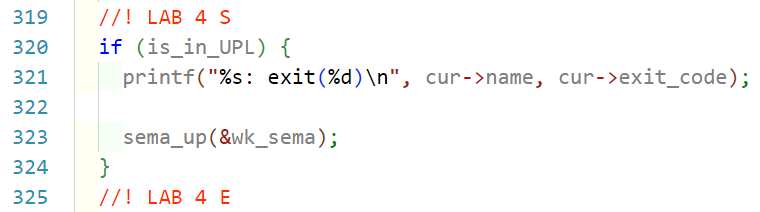 319 //! LAB 4 S
320 if (is_in_UPL) {
321 printf("%s: exit(%d)\n", cur->name, cur->exit_code);
322
323 sema_up(&wk_sema);
324 }
325 //! LAB 4 E